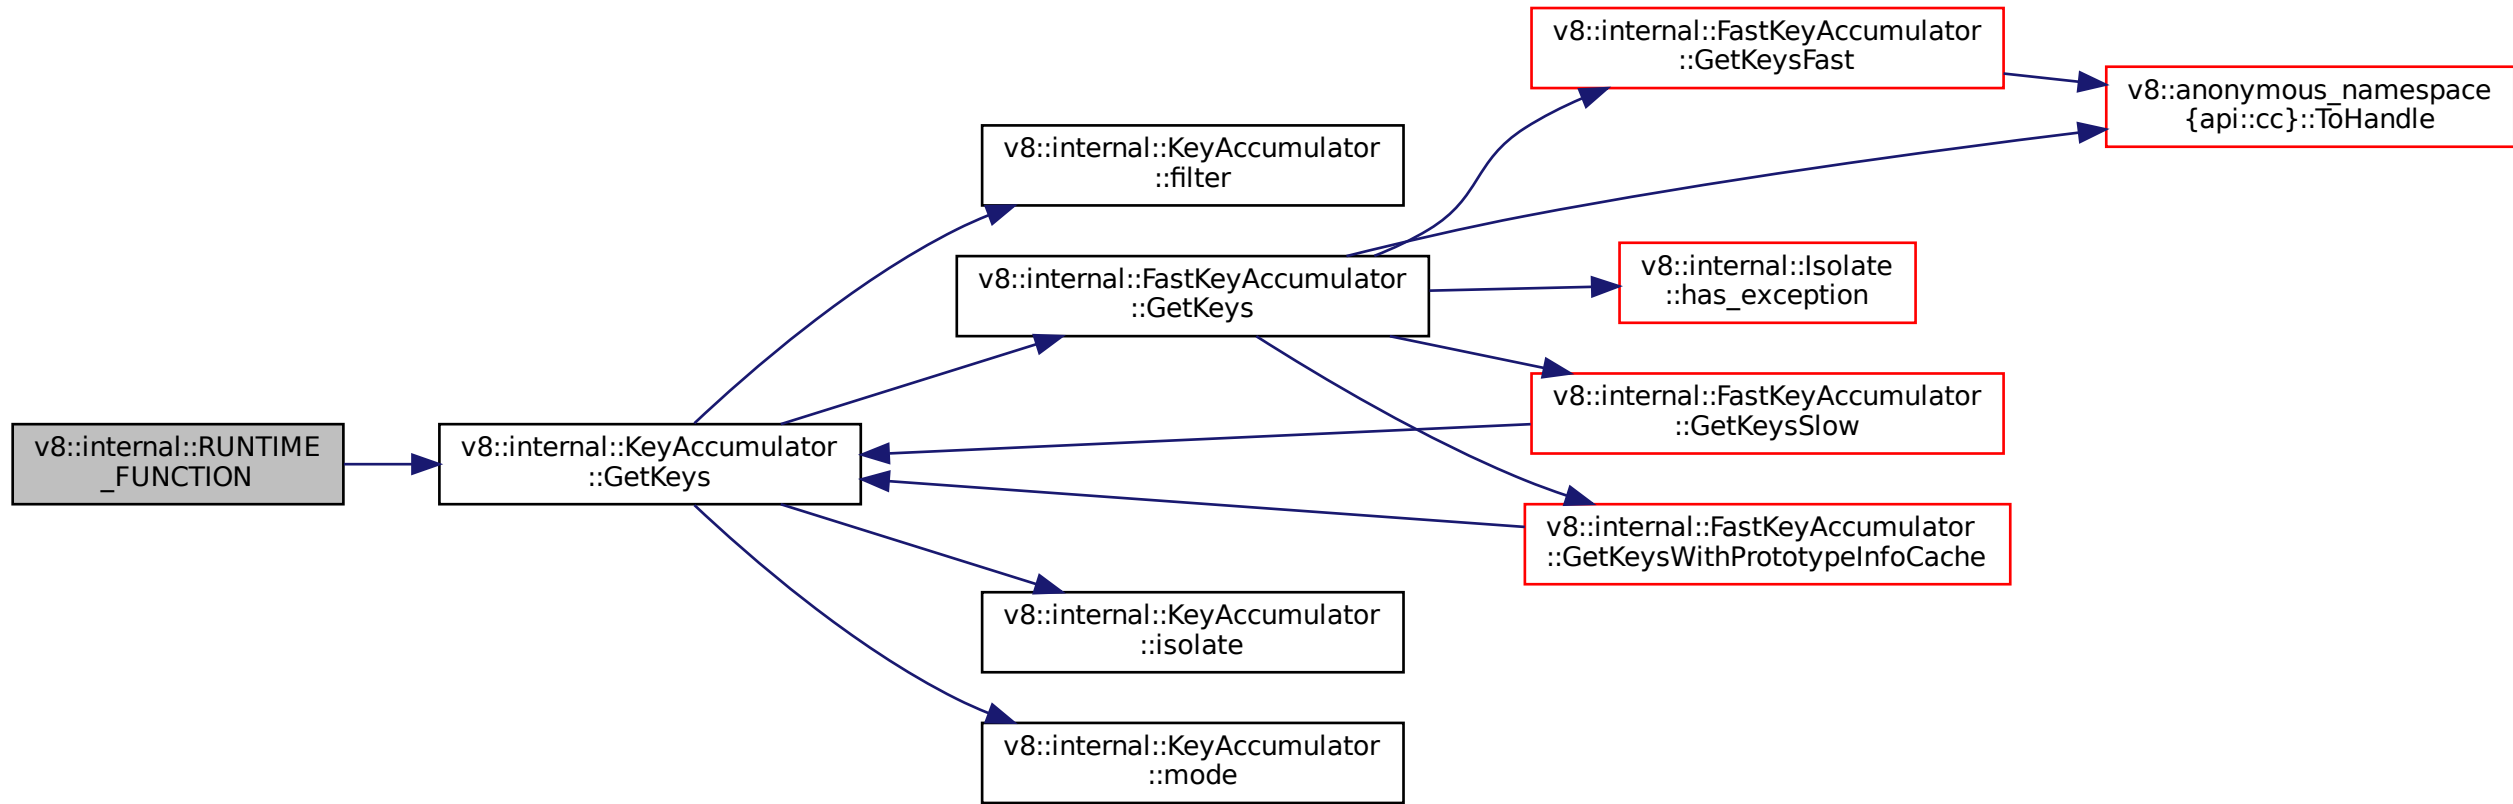 v8::internal::RUNTIME
_FUNCTION
v8::internal::KeyAccumulator
::GetKeys
v8::internal::KeyAccumulator
::filter
v8::internal::FastKeyAccumulator
::GetKeys
v8::internal::KeyAccumulator
::isolate
v8::internal::KeyAccumulator
::mode
v8::internal::FastKeyAccumulator
::GetKeysFast
v8::internal::Isolate
::has_exception
v8::internal::FastKeyAccumulator
::GetKeysSlow
v8::internal::FastKeyAccumulator
::GetKeysWithPrototypeInfoCache
v8::anonymous_namespace
{api::cc}::ToHandle